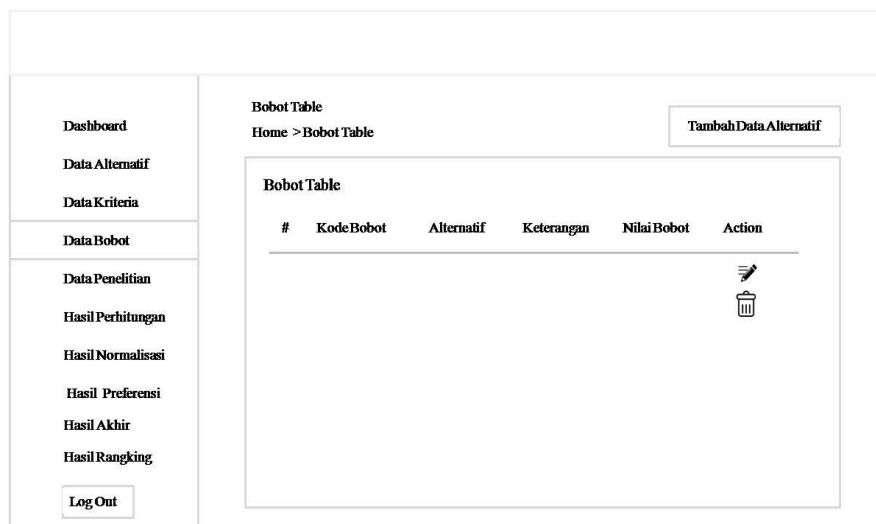 Dashboard
Data Alternatif
Data Kriteria
Data Bobot
Data Penelitian
Hasil Perhitungan
Hasil Normalisasi
Hasil Preferensi
Hasil Akhir
Hasil Rangking
Log Out
Bobot Table
Home > Bobot Table
Tambah Data Alternatif
Bobot Table
# Kode Bobot Alternatif Keterangan Nilai Bobot Action